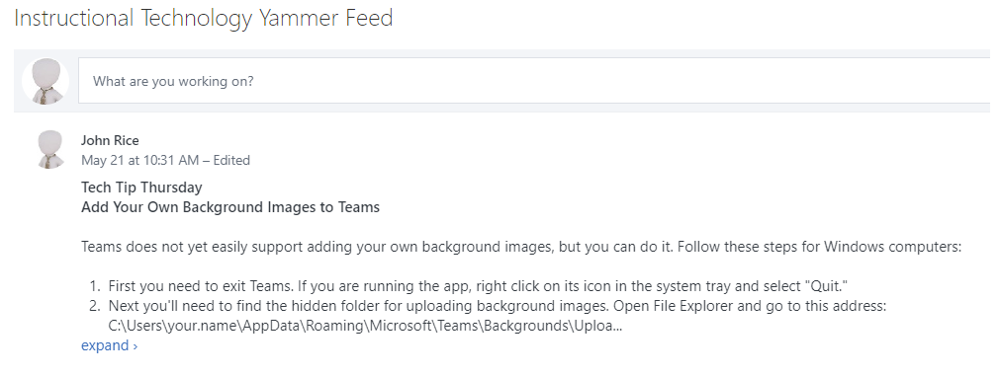 Instructional Technology Yammer Feed
What are you working on?
John Rice
May 21 at 10:31 AM – Edited
Tech Tip Thursday
Add Your Own Background Images to Teams
Teams does not yet easily support adding your own background images, but you can do it. Follow these steps for Windows computers:
1. First you need to exit Teams. If you are running the app, right click on its icon in the system tray and select "Quit."
2. Next you'll need to find the hidden folder for uploading background images. Open File Explorer and go to this address:
C:\Users\your.name\AppData\Roaming\Microsoft\Teams\Backgrounds\Uploa...
expand ›